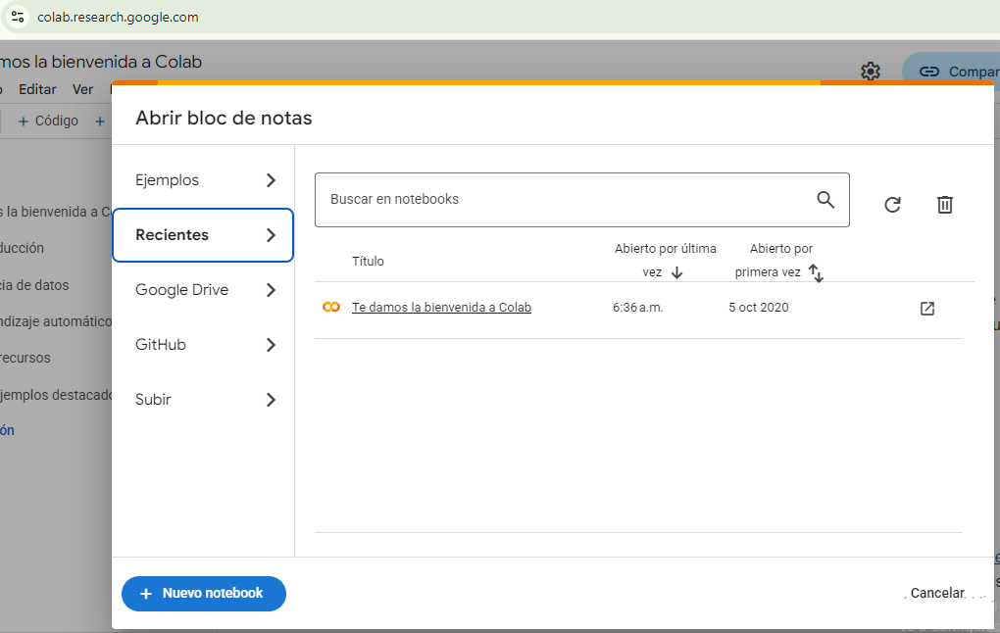 colab.research.google.com
mos la bienvenida a Colab
Editar Ver
Compar
+ Código +
Abrir bloc de notas
Ejemplos
Recientes
Google Drive
GitHub
Subir
s la bienvenida a C
ducción
cia de datos
ndizaje automático
recursos
jemplos destacado
ón
Buscar en notebooks
Título
Abierto por última
vez
Abierto por
primera vez
Te damos la bienvenida a Colab
6:36 a.m.
5 oct 2020
+ Nuevo notebook
Cancelar